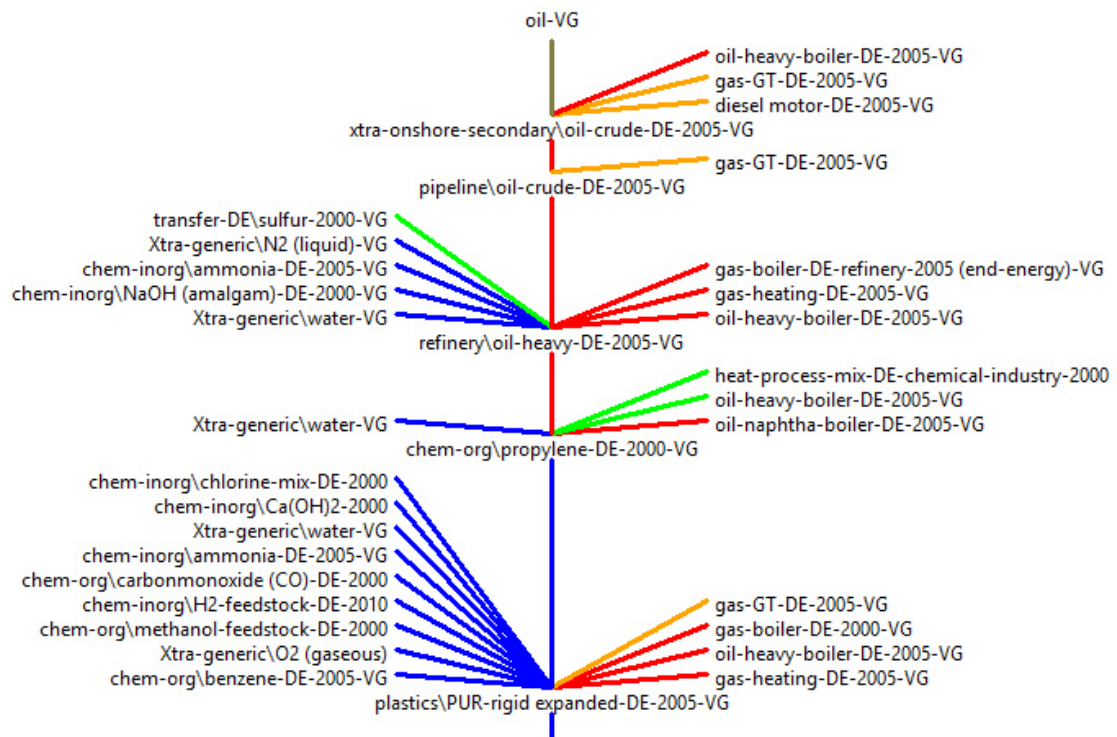 oil-VG
oil-heavy-boiler-DE-2005-VG
gas-GT-DE-2005-VG
diesel motor-DE-2005-VG
xtra-onshore-secondary\oil-crude-DE-2005-VG
gas-GT-DE-2005-VG
pipeline\oil-crude-DE-2005-VG
transfer-DE\sulfur-2000-VG
Xtra-generic\N2 (liquid)-VG
chem-inorg\ammonia-DE-2005-VG
chem-inorg\NaOH (amalgam)-DE-2000-VG
Xtra-generic\water-VG
gas-boiler-DE-refinery-2005 (end-energy)-VG
gas-heating-DE-2005-VG
oil-heavy-boiler-DE-2005-VG
refinery\oil-heavy-DE-2005-VG
heat-process-mix-DE-chemical-industry-2000
oil-heavy-boiler-DE-2005-VG
Xtra-generic\water-VG
oil-naphtha-boiler-DE-2005-VG
chem-org\propylene-DE-2000-VG
chem-inorg\chlorine-mix-DE-2000
chem-inorg\Ca(OH)2-2000
Xtra-generic\water-VG
chem-inorg\ammonia-DE-2005-VG
chem-org\carbonmonoxide (CO)-DE-2000
chem-inorg\H2-feedstock-DE-2010
chem-org\methanol-feedstock-DE-2000
Xtra-generic\O2 (gaseous)
chem-org\benzene-DE-2005-VG
gas-GT-DE-2005-VG
gas-boiler-DE-2000-VG
oil-heavy-boiler-DE-2005-VG
gas-heating-DE-2005-VG
plastics\PUR-rigid expanded-DE-2005-VG